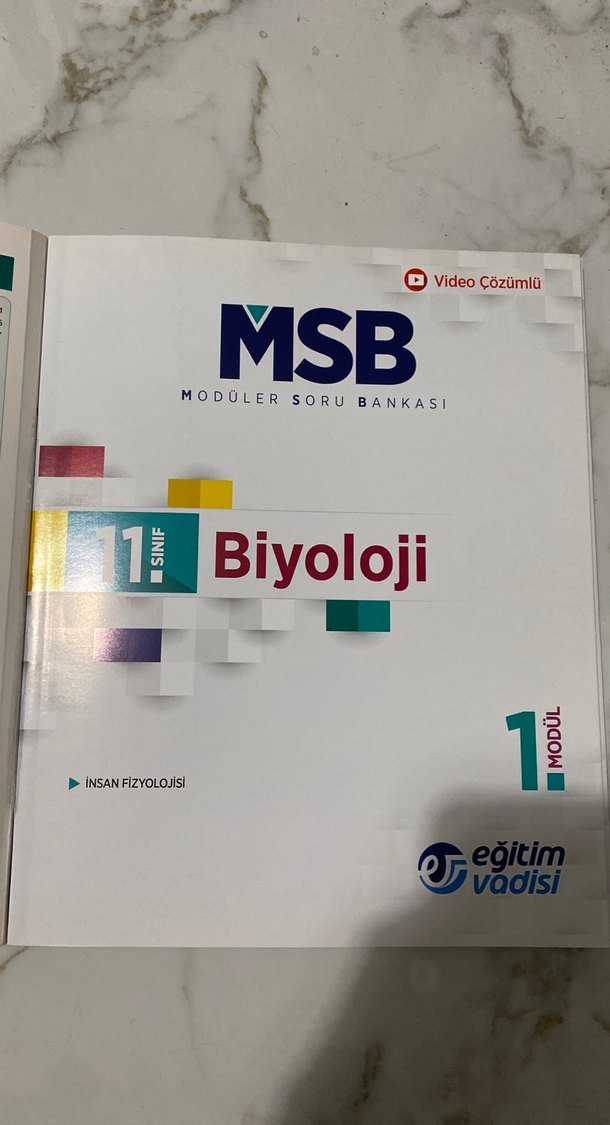 Video Çözümlü
MSB
MODÜLER SORU BANKASI
11. SINIF
Biyoloji
1. MODÜL
İNSAN FİZYOLOJİSİ
eğitim
vadisi